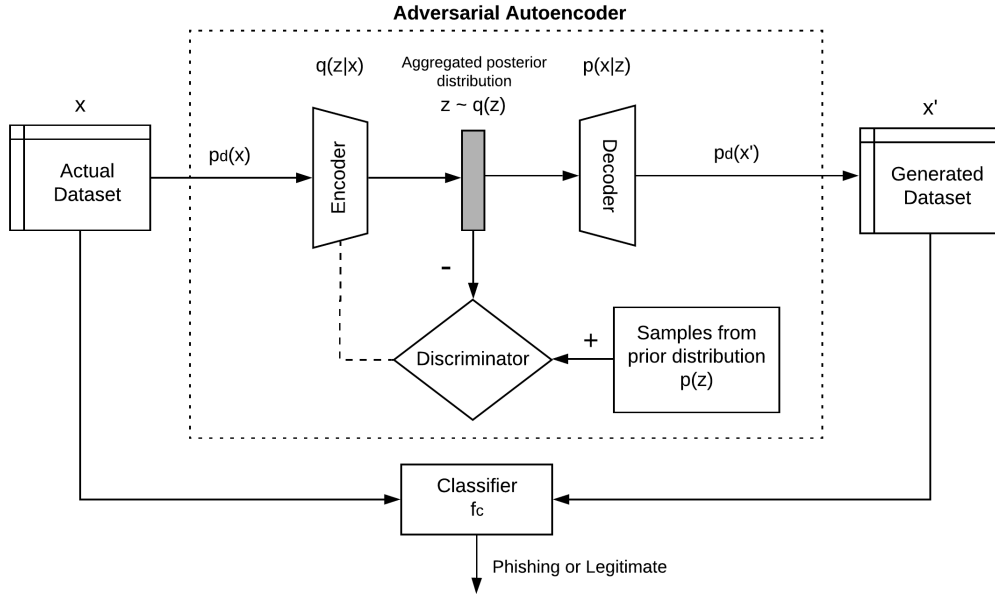 Adversarial Autoencoder
q(z|x)
Aggregated posterior
distribution
z ~ q(z)
p(x|z)
x
x'
Actual
Dataset
pd(x)
Encoder
Decoder
pd(x')
Generated
Dataset
-
Discriminator
+
Samples from
prior distribution
p(z)
Classifier
fc
Phishing or Legitimate